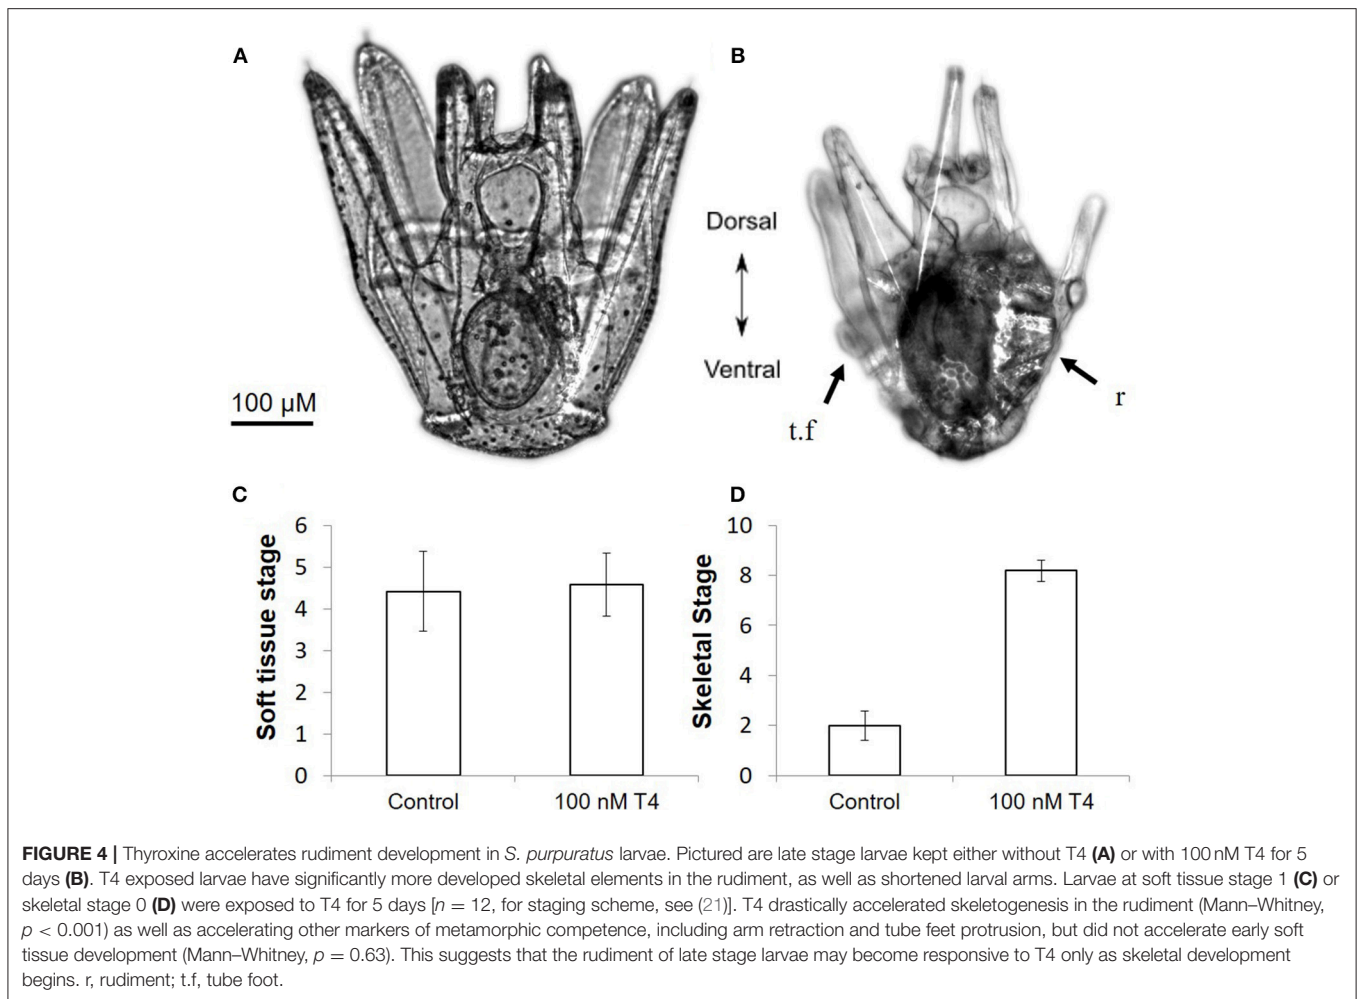 A
B
Dorsal
Ventral
100 µM
t.f
r
C
D
Soft tissue stage
6
5
4
3
2
1
0
Control
100 nM T4
Skeletal Stage
10
8
6
4
2
0
Control
100 nM T4
FIGURE 4 | Thyroxine accelerates rudiment development in S. purpuratus larvae. Pictured are late stage larvae kept either without T4 (A) or with 100 nM T4 for 5
days (B). T4 exposed larvae have significantly more developed skeletal elements in the rudiment, as well as shortened larval arms. Larvae at soft tissue stage 1 (C) or
skeletal stage 0 (D) were exposed to T4 for 5 days [n = 12, for staging scheme, see (21)]. T4 drastically accelerated skeletogenesis in the rudiment (Mann–Whitney,
p < 0.001) as well as accelerating other markers of metamorphic competence, including arm retraction and tube feet protrusion, but did not accelerate early soft
tissue development (Mann–Whitney, p = 0.63). This suggests that the rudiment of late stage larvae may become responsive to T4 only as skeletal development
begins. r, rudiment; t.f, tube foot.